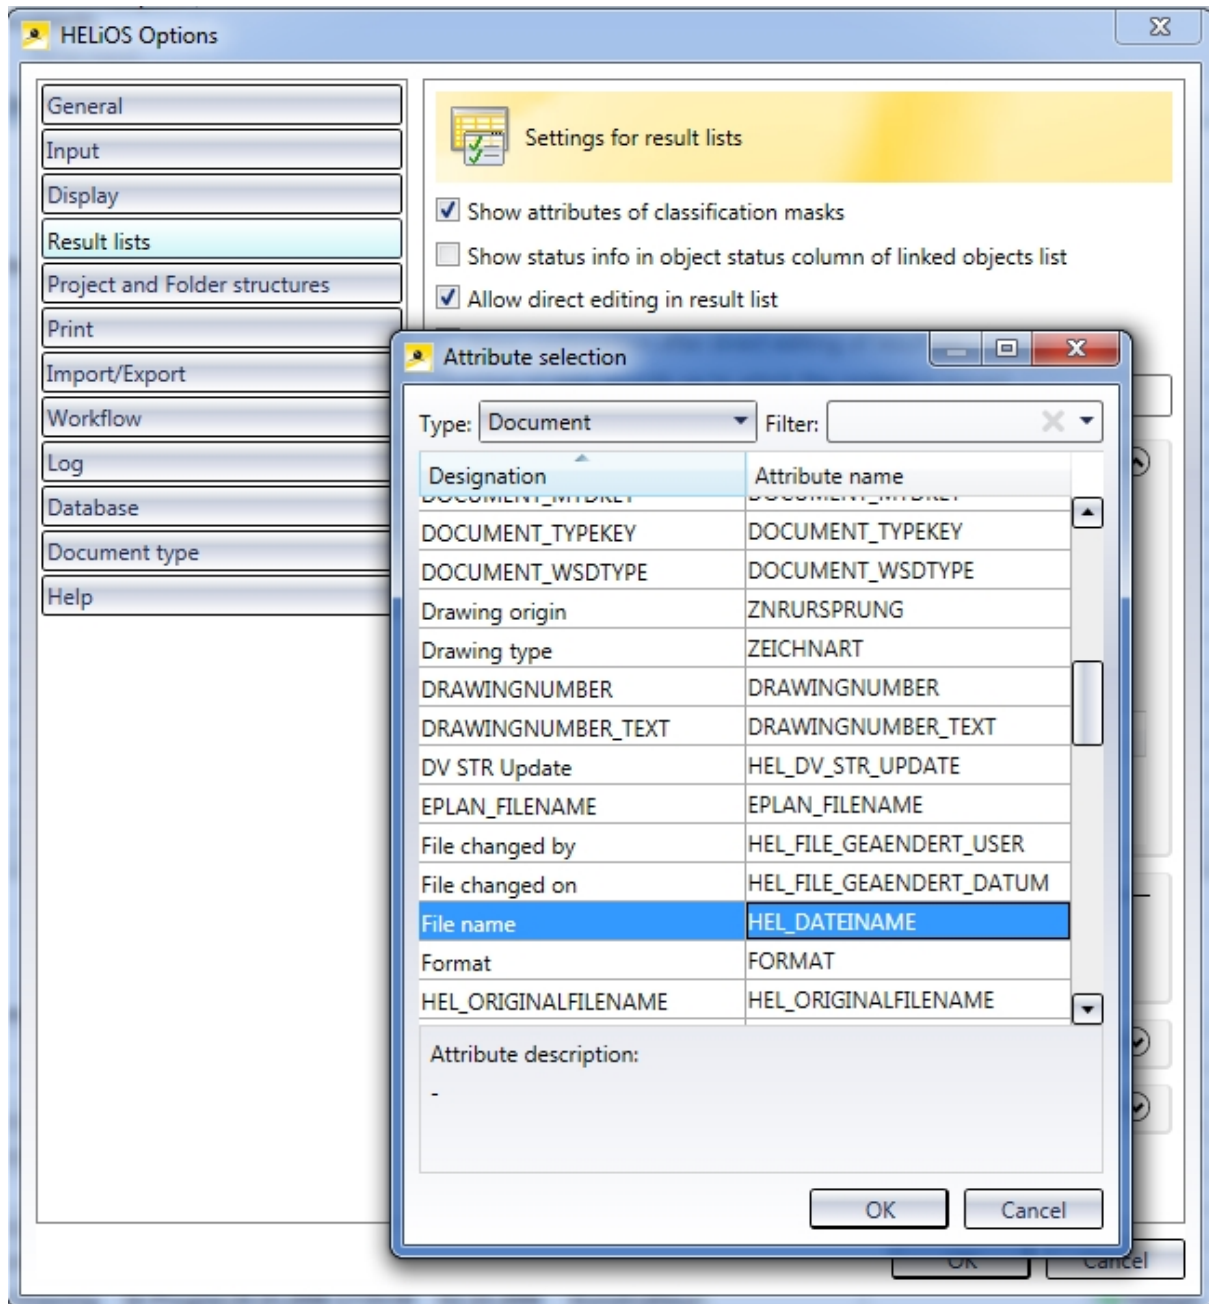 HELiOS Options
General
Input
Display
Result lists
Project and Folder structures
Print
Import/Export
Workflow
Log
Database
Document type
Help
Settings for result lists
Show attributes of classification masks
Show status info in object status column of linked objects list
Allow direct editing in result list
Attribute selection
Type: Document Filter:
Designation Attribute name
DOCUMENT_TYPEKEY DOCUMENT_TYPEKEY
DOCUMENT_WSDTYPE DOCUMENT_WSDTYPE
Drawing origin ZNRURSPRUNG
Drawing type ZEICHNART
DRAWINGNUMBER DRAWINGNUMBER
DRAWINGNUMBER_TEXT DRAWINGNUMBER_TEXT
DV STR Update HEL_DV_STR_UPDATE
EPLAN_FILENAME EPLAN_FILENAME
File changed by HEL_FILE_GEAENDERT_USER
File changed on HEL_FILE_GEAENDERT_DATUM
File name HEL_DATEINAME
Format FORMAT
HEL_ORIGINALFILENAME HEL_ORIGINALFILENAME
Attribute description:
-
OK Cancel
OK Cancel